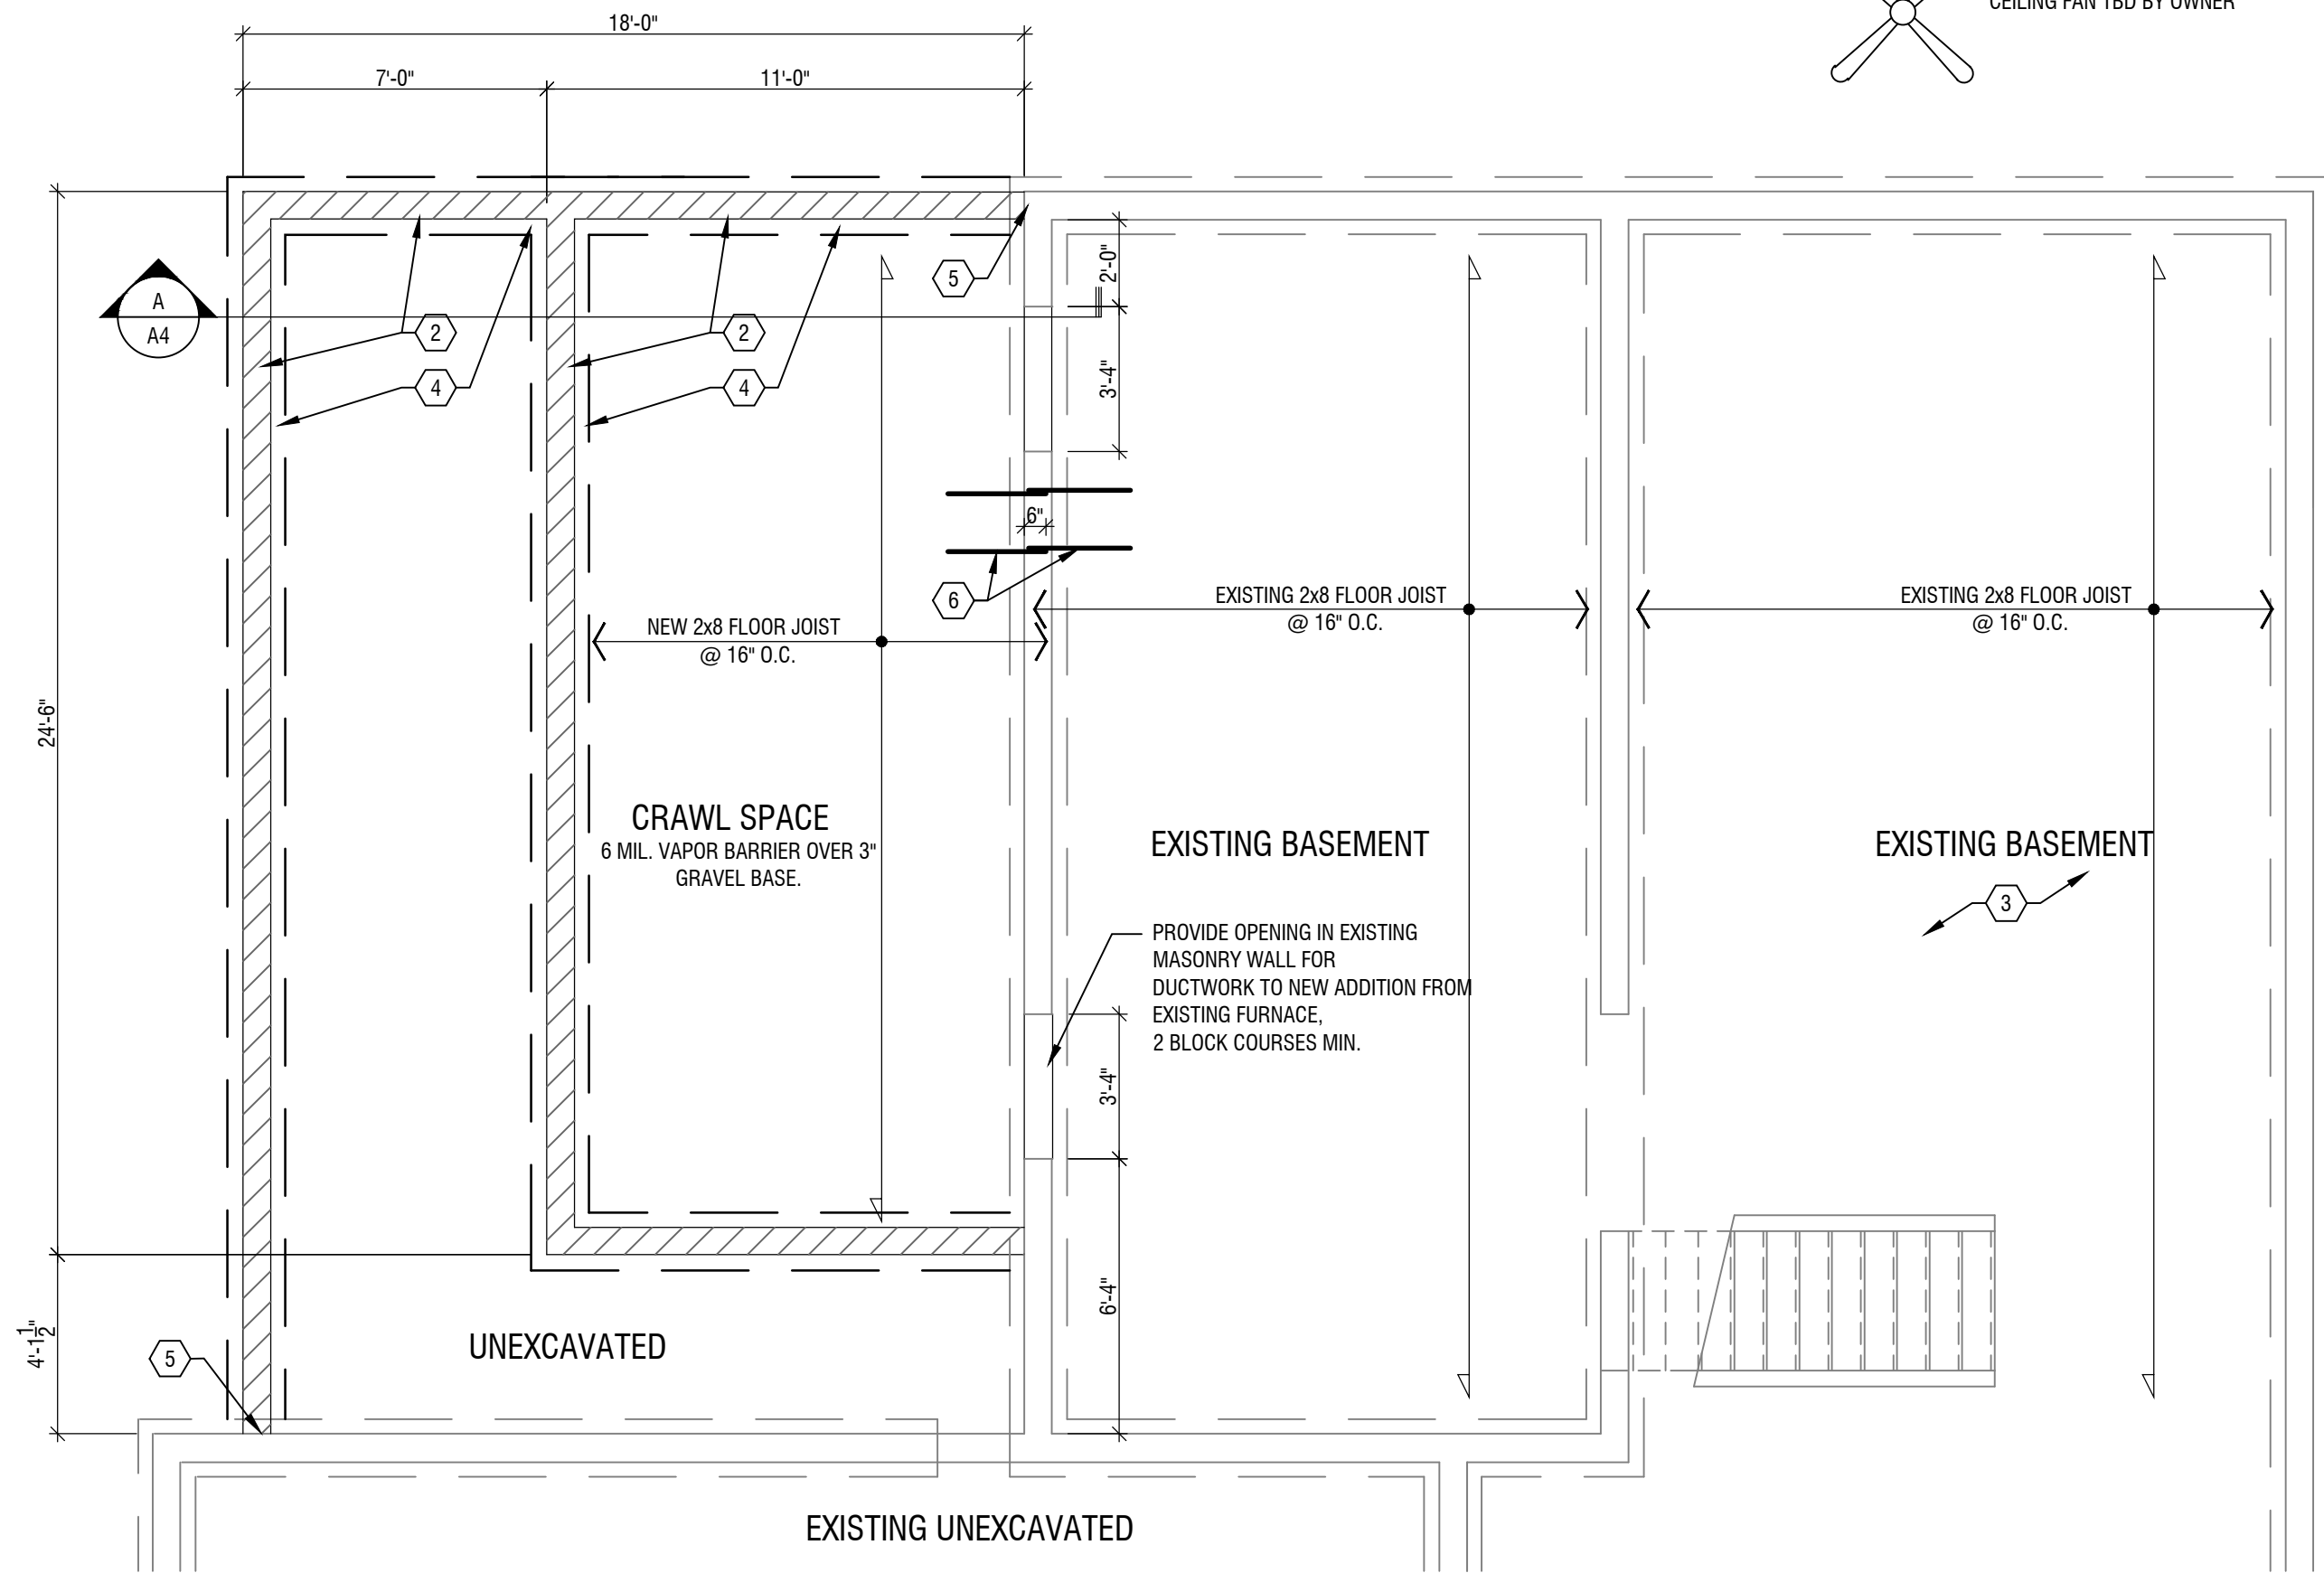 CEILING FAN TBD BY OWNER
18'-0"
7'-0"
11'-0"
A
A4
2
4
2
4
5
2'-0"
3'-4"
6"
6
NEW 2x8 FLOOR JOIST
@ 16" O.C.
EXISTING 2x8 FLOOR JOIST
@ 16" O.C.
EXISTING 2x8 FLOOR JOIST
@ 16" O.C.
24'-6"
CRAWL SPACE
6 MIL. VAPOR BARRIER OVER 3"
GRAVEL BASE.
EXISTING BASEMENT
EXISTING BASEMENT
3
PROVIDE OPENING IN EXISTING
MASONRY WALL FOR
DUCTWORK TO NEW ADDITION FROM
EXISTING FURNACE,
2 BLOCK COURSES MIN.
3'-4"
6'-4"
4'-1 1/2"
UNEXCAVATED
5
EXISTING UNEXCAVATED